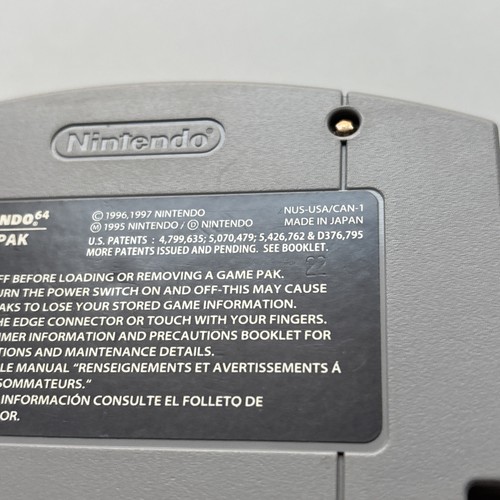 Nintendo®
NDO®64
PAK
© 1996,1997 NINTENDO
Ⓜ 1995 NINTENDO / Ⓓ NINTENDO
NUS-USA/CAN-1
MADE IN JAPAN
U.S. PATENTS : 4,799,635; 5,070,479; 5,426,762 & D376,795
MORE PATENTS ISSUED AND PENDING. SEE BOOKLET.
22
FF BEFORE LOADING OR REMOVING A GAME PAK.
URN THE POWER SWITCH ON AND OFF-THIS MAY CAUSE
AKS TO LOSE YOUR STORED GAME INFORMATION.
HE EDGE CONNECTOR OR TOUCH WITH YOUR FINGERS.
UMER INFORMATION AND PRECAUTIONS BOOKLET FOR
TIONS AND MAINTENANCE DETAILS.
LE MANUAL "RENSEIGNEMENTS ET AVERTISSEMENTS Á
SOMMATEURS."
INFORMACIÓN CONSULTE EL FOLLETO DE
OR.